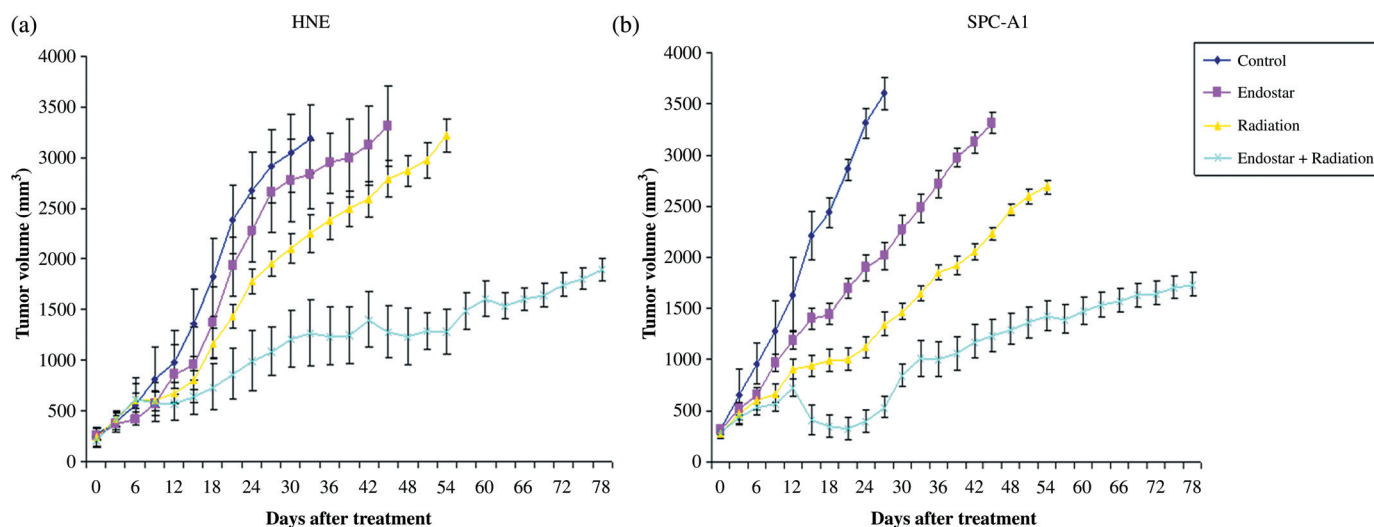 (a)
HNE
4000
3500
3000
2500
2000
1500
1000
500
0
Tumor volume (mm³)
0 6 12 18 24 30 36 42 48 54 60 66 72 78
Days after treatment
(b)
SPC-A1
4000
3500
3000
2500
2000
1500
1000
500
0
Tumor volume (mm³)
0 6 12 18 24 30 36 42 48 54 60 66 72 78
Days after treatment
Control
Endostar
Radiation
Endostar + Radiation